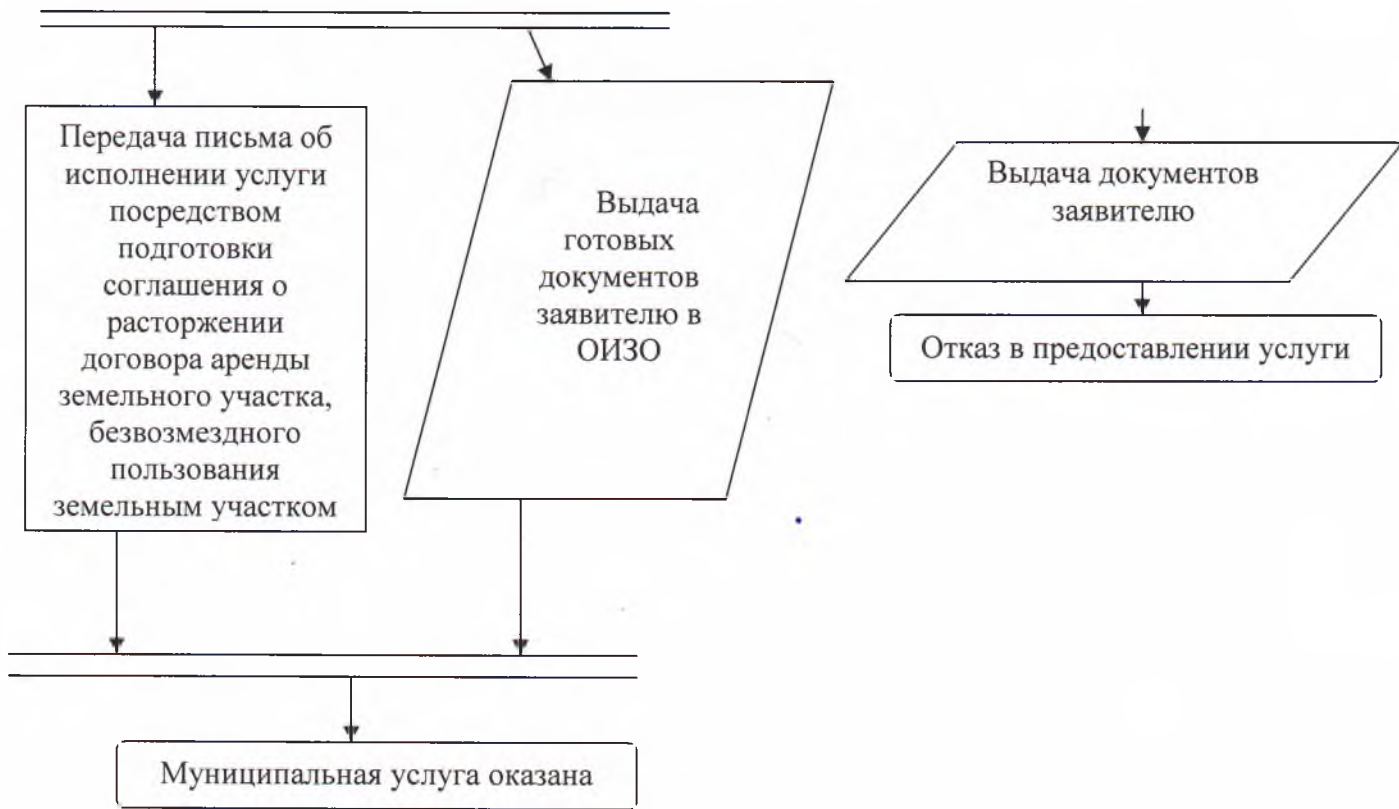 Передача письма об
исполнении услуги
посредством
подготовки
соглашения о
расторжении
договора аренды
земельного участка,
безвозмездного
пользования
земельным участком
Выдача
готовых
документов
заявителю в
ОИЗО
Выдача документов
заявителю
Отказ в предоставлении услуги
Муниципальная услуга оказана